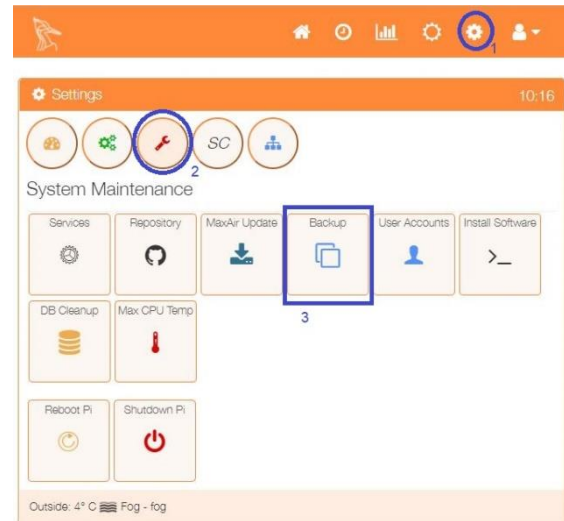 1
Settings 10:16
SC
2
System Maintenance
Services Repository MaxAir Update Backup User Accounts Install Software
>_
DB Cleanup Max CPU Temp
3
Reboot Pi Shutdown Pi
Outside: 4° C Fog - fog